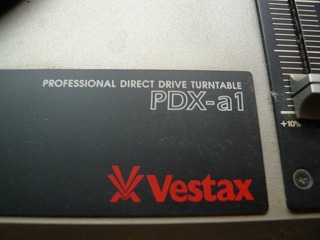 PROFESSIONAL DIRECT DRIVE TURNTABLE
PDX-a1
+10%
Vestax